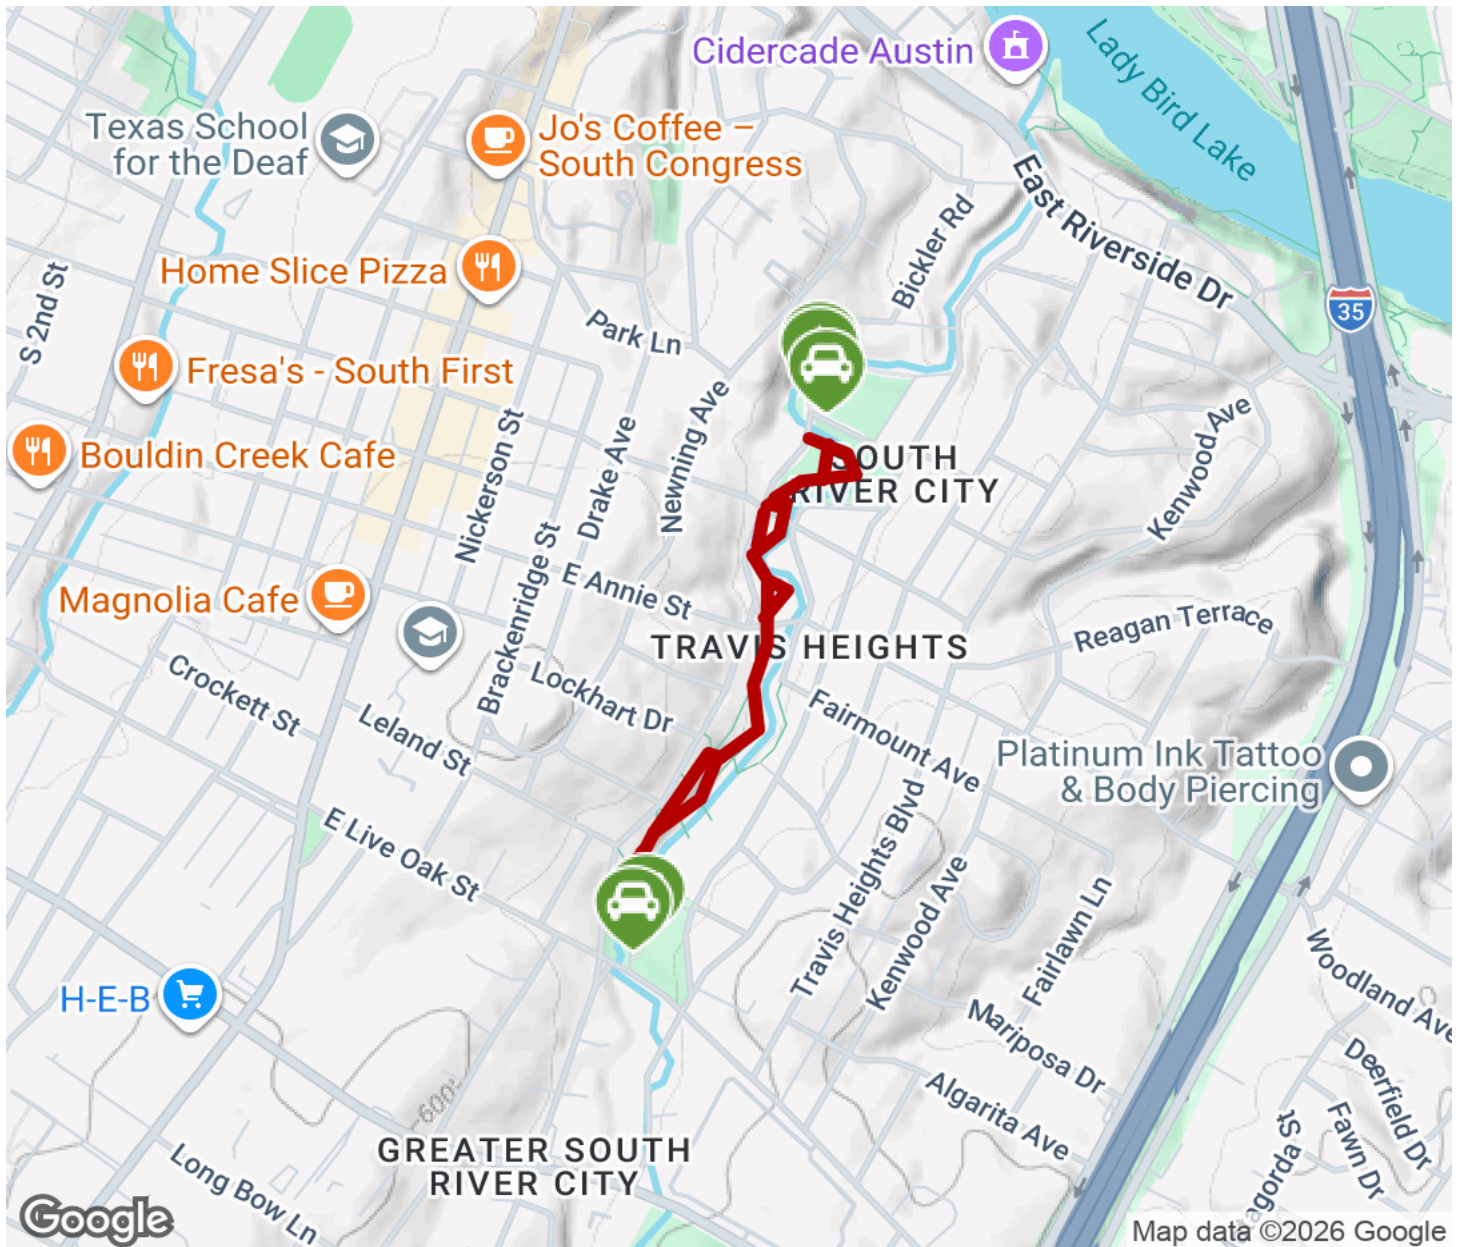 Cidercade Austin
Lady Bird Lake
Texas School
for the Deaf
Jo's Coffee –
South Congress
East Riverside Dr
Bickler Rd
35
S 2nd St
Home Slice Pizza
Park Ln
Fresa's - South First
Newning Ave
Drake Ave
Nickerson St
Kenwood Ave
Bouldin Creek Cafe
SOUTH
RIVER CITY
Brackenridge St
E Annie St
Magnolia Cafe
Reagan Terrace
TRAVIS HEIGHTS
Crockett St
Leland St
Lockhart Dr
Fairmount Ave
Platinum Ink Tattoo
& Body Piercing
E Live Oak St
Travis Heights Blvd
Kenwood Ave
Fairlawn Ln
H-E-B
Woodland Ave
Mariposa Dr
Algarita Ave
Deerfield Dr
Fawn Dr
tagorda St
600'
GREATER SOUTH
RIVER CITY
Long Bow Ln
Google
Map data ©2026 Google